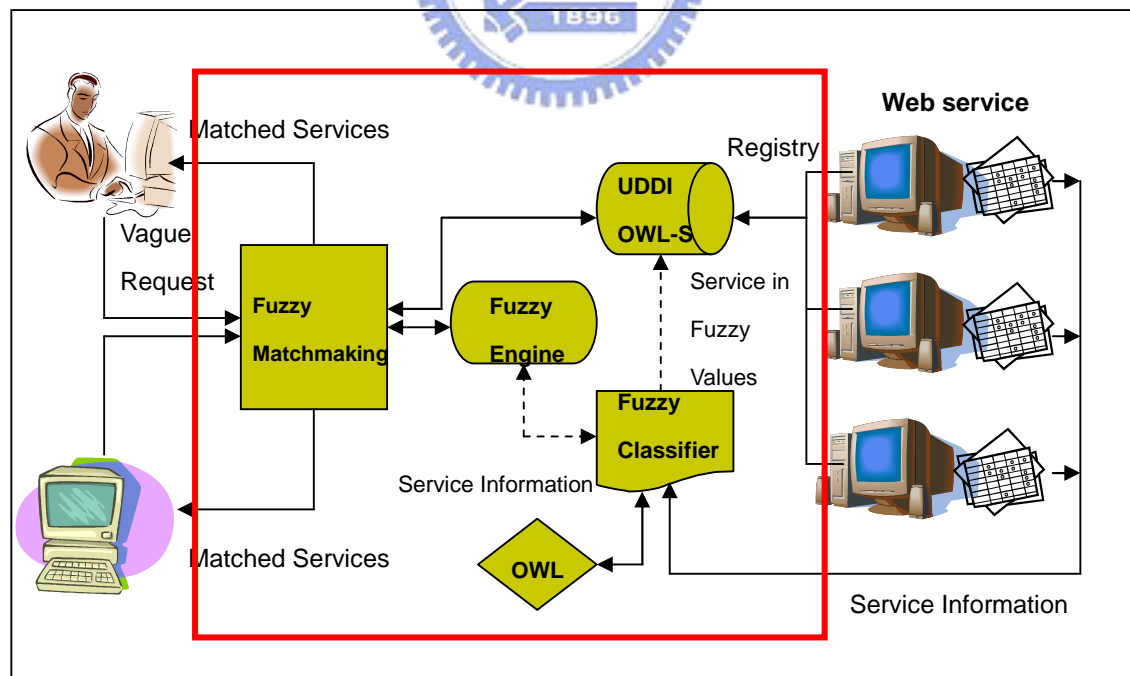 1896
Web service
Matched Services
Registry
UDDI
OWL-S
Vague
Request
Service in
Fuzzy
Values
Fuzzy
Matchmaking
Fuzzy
Engine
Fuzzy
Classifier
Service Information
OWL
Matched Services
Service Information